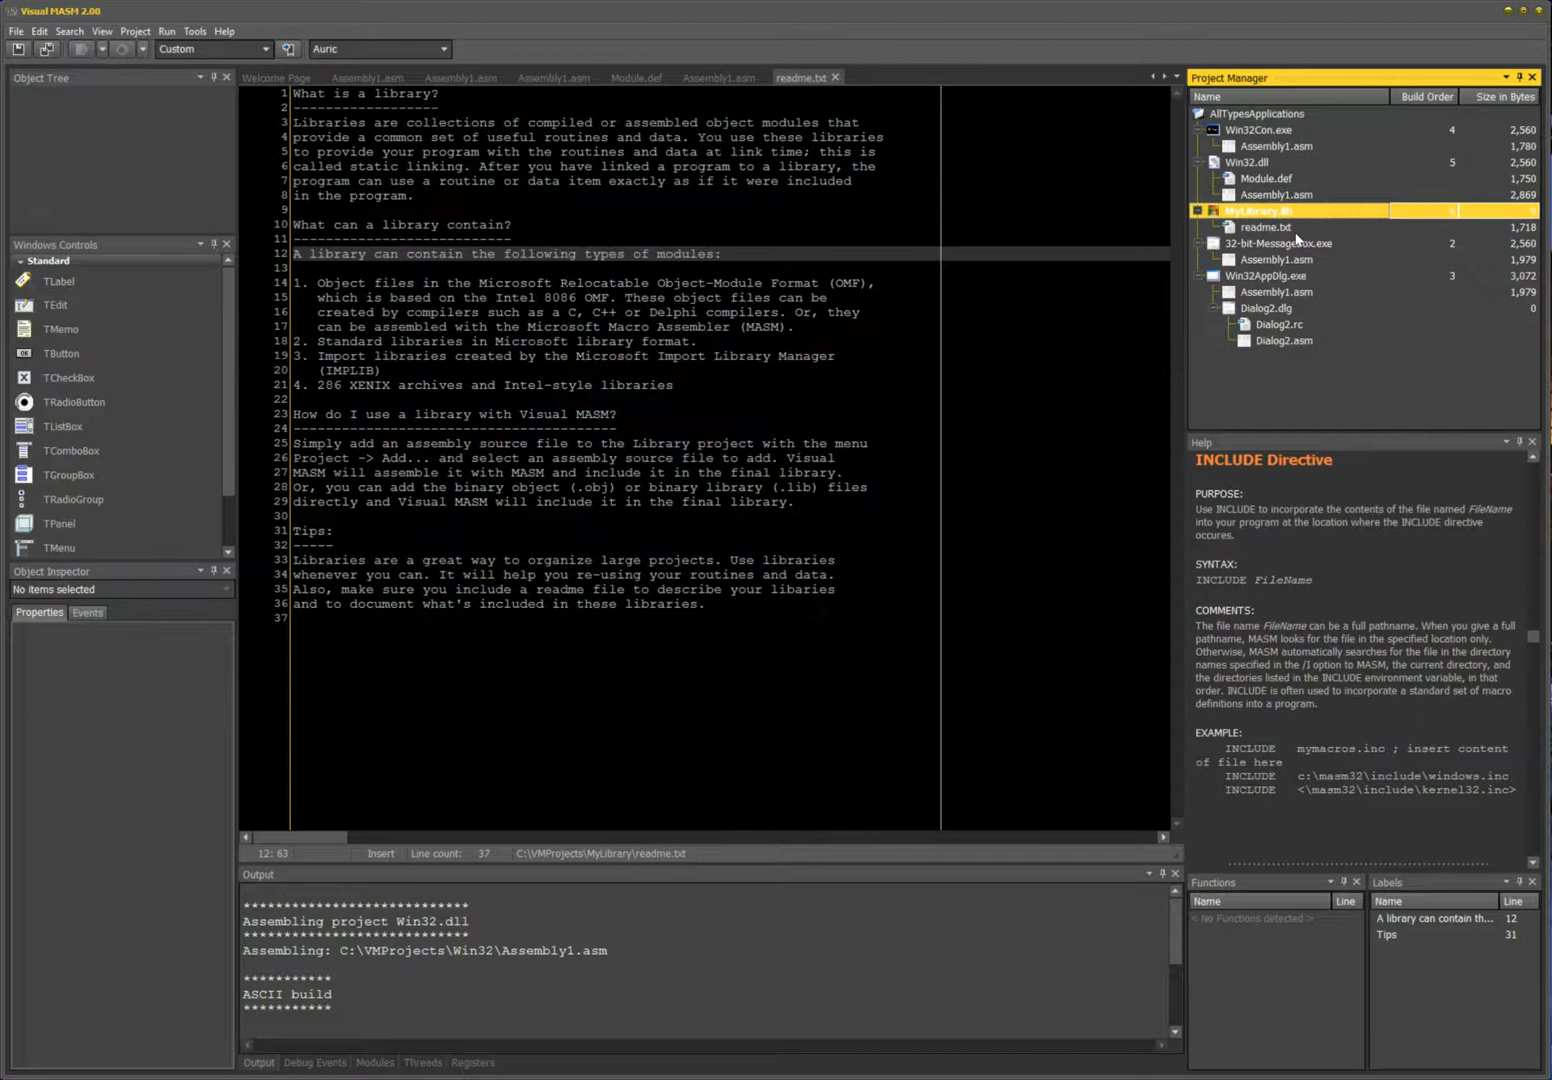 Visual MASM 2.00
File Edit Search View Project Run Tools Help
Custom
Auric
Object Tree
Windows Controls
Standard
TLabel
TEdit
TMemo
TButton
TCheckBox
TRadioButton
TListBox
TComboBox
TGroupBox
TRadioGroup
TPanel
TMenu
Object Inspector
No items selected
Properties Events
Welcome Page Assembly1.asm Assembly1.asm Assembly1.asm Module.def Assembly1.asm readme.txt
1 What is a library?
2 ------------------
3 Libraries are collections of compiled or assembled object modules that
4 provide a common set of useful routines and data. You use these libraries
5 to provide your program with the routines and data at link time; this is
6 called static linking. After you have linked a program to a library, the
7 program can use a routine or data item exactly as if it were included
8 in the program.
9
10 What can a library contain?
11 ---------------------------
12 A library can contain the following types of modules:
13
14 1. Object files in the Microsoft Relocatable Object-Module Format (OMF),
15 which is based on the Intel 8086 OMF. These object files can be
16 created by compilers such as a C, C++ or Delphi compilers. Or, they
17 can be assembled with the Microsoft Macro Assembler (MASM).
18 2. Standard libraries in Microsoft library format.
19 3. Import libraries created by the Microsoft Import Library Manager
20 (IMPLIB)
21 4. 286 XENIX archives and Intel-style libraries
22
23 How do I use a library with Visual MASM?
24 ----------------------------------------
25 Simply add an assembly source file to the Library project with the menu
26 Project -> Add... and select an assembly source file to add. Visual
27 MASM will assemble it with MASM and include it in the final library.
28 Or, you can add the binary object (.obj) or binary library (.lib) files
29 directly and Visual MASM will include it in the final library.
30
31 Tips:
32 -----
33 Libraries are a great way to organize large projects. Use libraries
34 whenever you can. It will help you re-using your routines and data.
35 Also, make sure you include a readme file to describe your libaries
36 and to document what's included in these libraries.
37
12: 63 Insert Line count: 37 C:\VMProjects\MyLibrary\readme.txt
Output
****************************
Assembling project Win32.dll
****************************
Assembling: C:\VMProjects\Win32\Assembly1.asm
***********
ASCII build
***********
Output Debug Events Modules Threads Registers
Project Manager
Name Build Order Size in Bytes
AllTypesApplications
Win32Con.exe 4 2,560
Assembly1.asm 1,780
Win32.dll 5 2,560
Module.def 1,750
Assembly1.asm 2,869
MyLibrary.lib 0
readme.txt 1,718
32-bit-MessageBox.exe 2 2,560
Assembly1.asm 1,979
Win32AppDlg.exe 3 3,072
Assembly1.asm 1,979
Dialog2.dlg 0
Dialog2.rc
Dialog2.asm
Help
INCLUDE Directive
PURPOSE:
Use INCLUDE to incorporate the contents of the file named FileName
into your program at the location where the INCLUDE directive
occures.
SYNTAX:
INCLUDE FileName
COMMENTS:
The file name FileName can be a full pathname. When you give a full
pathname, MASM looks for the file in the specified location only.
Otherwise, MASM automatically searches for the file in the directory
names specified in the /I option to MASM, the current directory, and
the directories listed in the INCLUDE environment variable, in that
order. INCLUDE is often used to incorporate a standard set of macro
definitions into a program.
EXAMPLE:
INCLUDE mymacros.inc ; insert content
of file here
INCLUDE c:\masm32\include\windows.inc
INCLUDE <\masm32\include\kernel32.inc>
Functions
Name Line
< No Functions detected >
Labels
Name Line
A library can contain th... 12
Tips 31